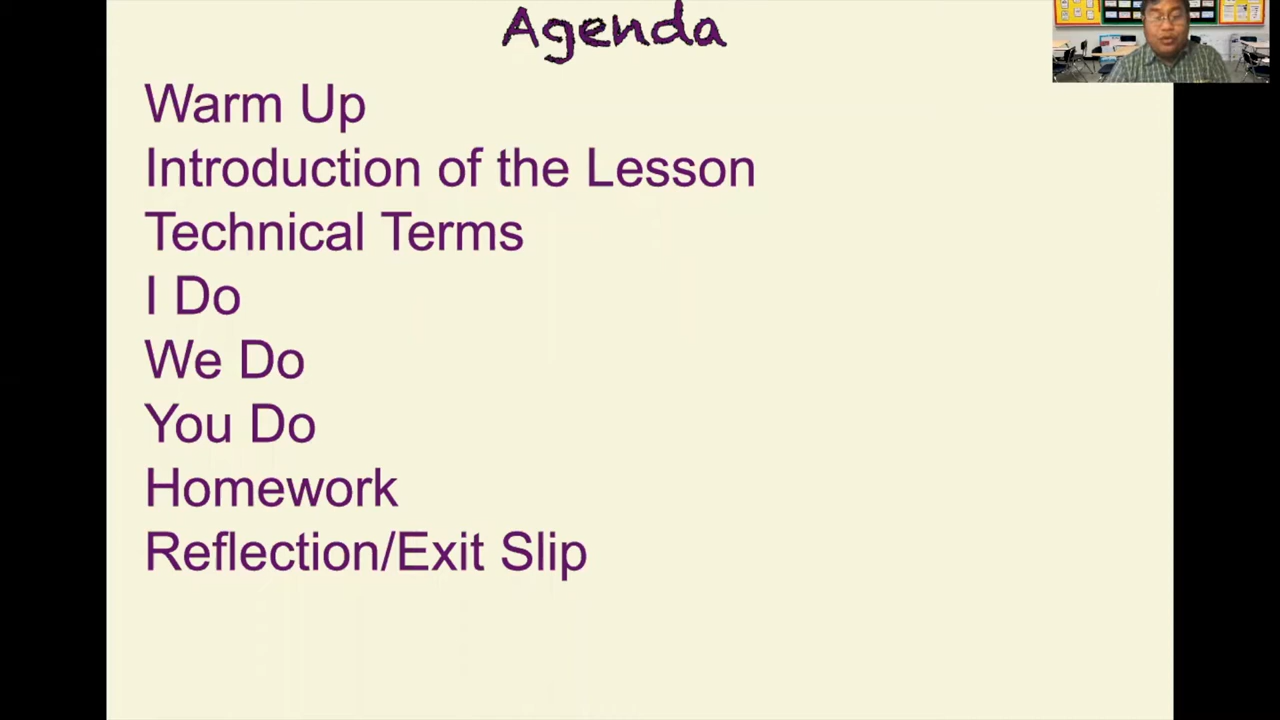 Agenda
Warm Up
Introduction of the Lesson
Technical Terms
I Do
We Do
You Do
Homework
Reflection/Exit Slip